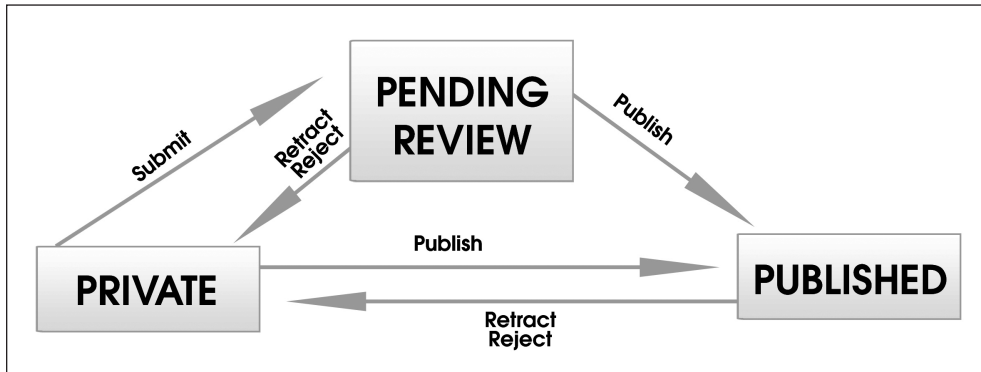 PENDING
REVIEW
Submit
Retract
Reject
Publish
PRIVATE
Publish
Retract
Reject
PUBLISHED